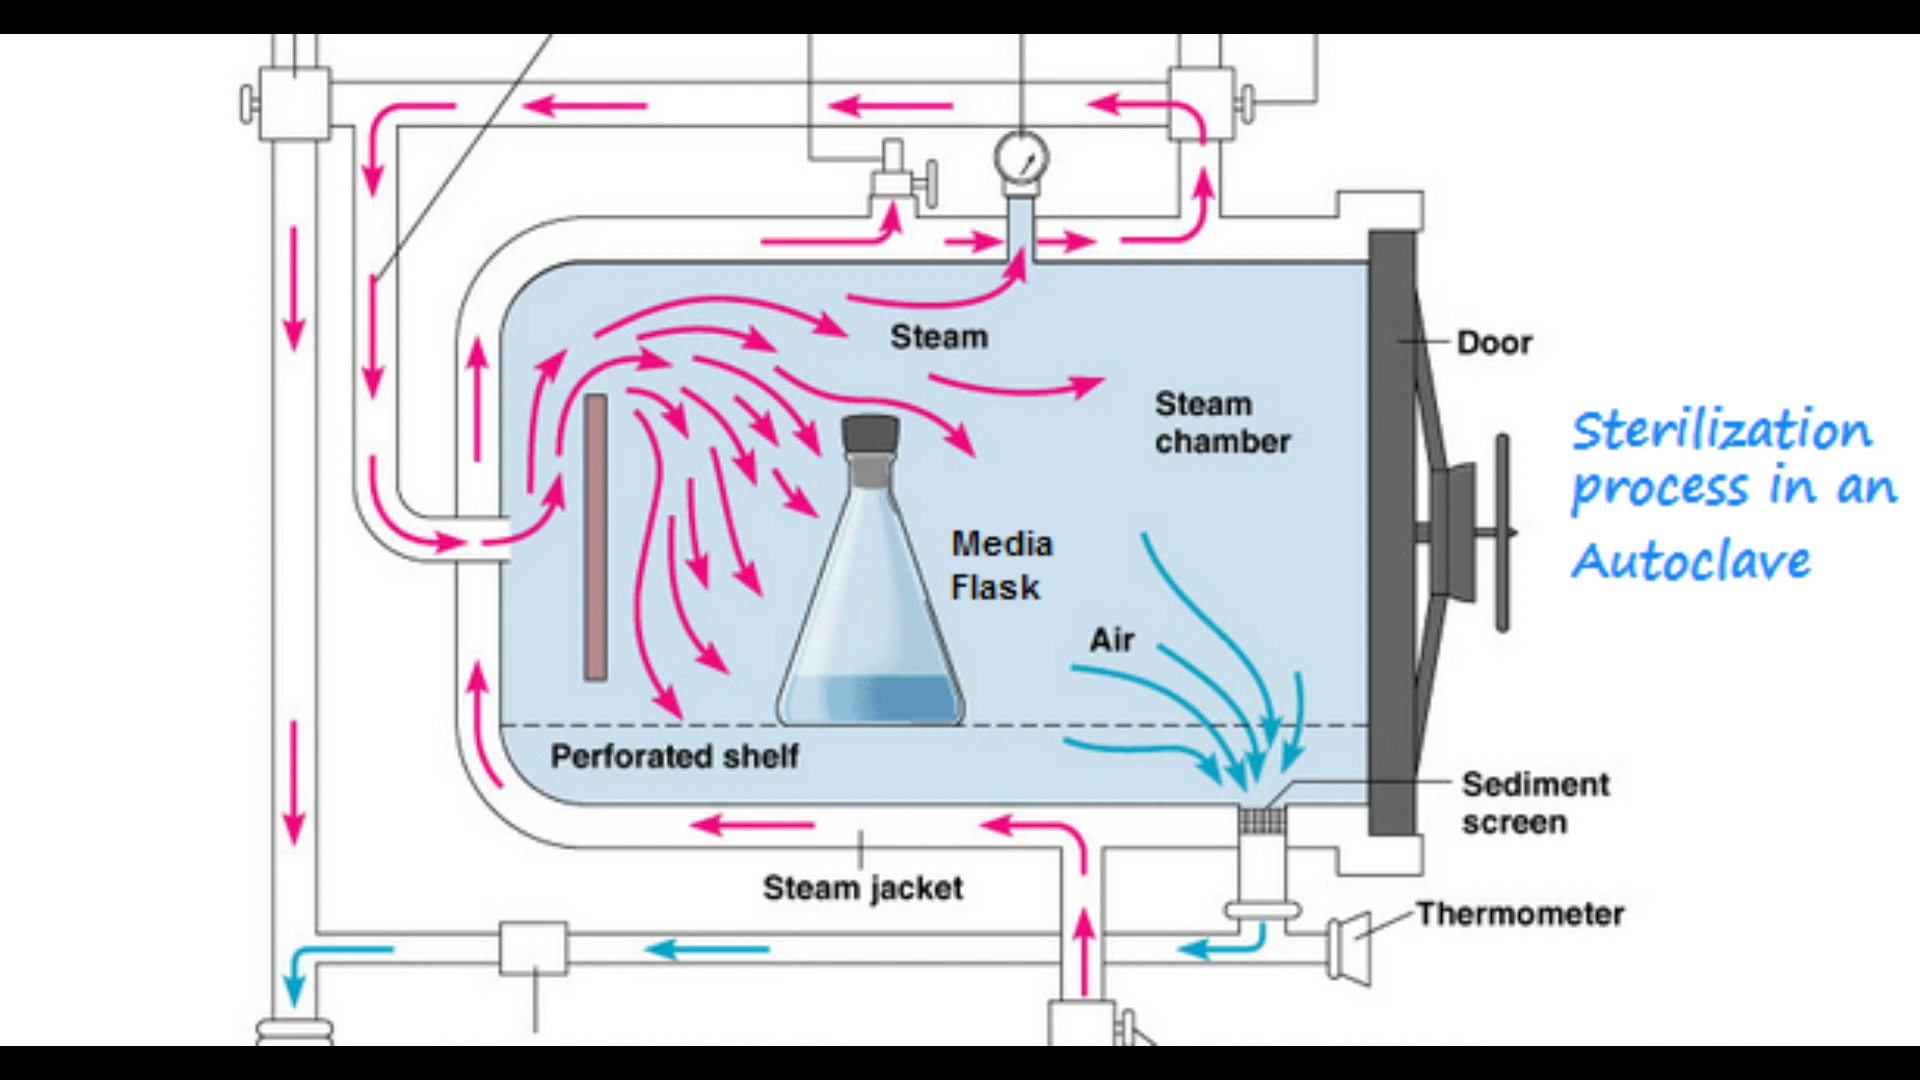 Steam
Door
Steam
chamber
Sterilization
process in an
Autoclave
Media
Flask
Air
Perforated shelf
Sediment
screen
Steam jacket
Thermometer